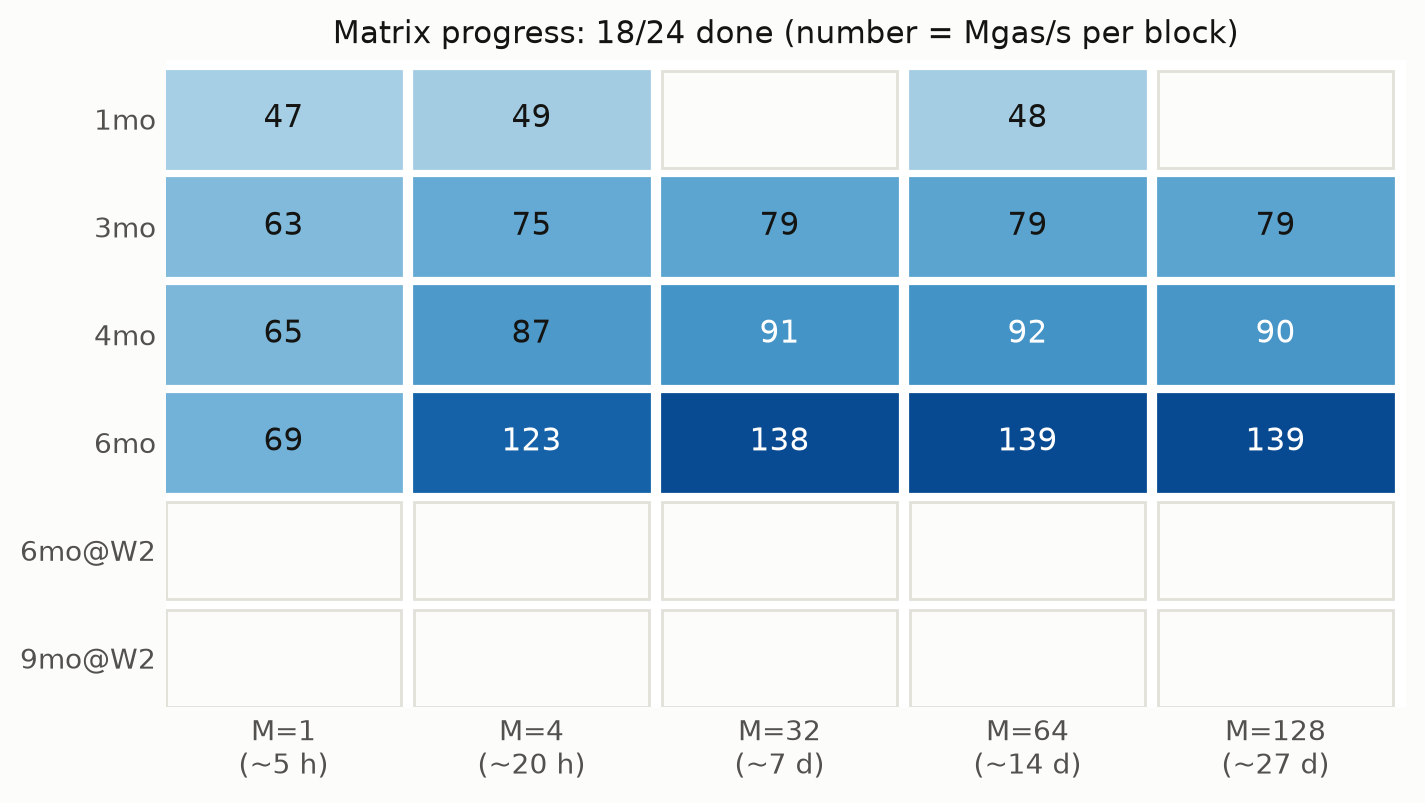 Matrix progress: 18/24 done (number = Mgas/s per block)
1mo 47 49 48
3mo 63 75 79 79 79
4mo 65 87 91 92 90
6mo 69 123 138 139 139
6mo@W2
9mo@W2
M=1 M=4 M=32 M=64 M=128
(~5 h) (~20 h) (~7 d) (~14 d) (~27 d)